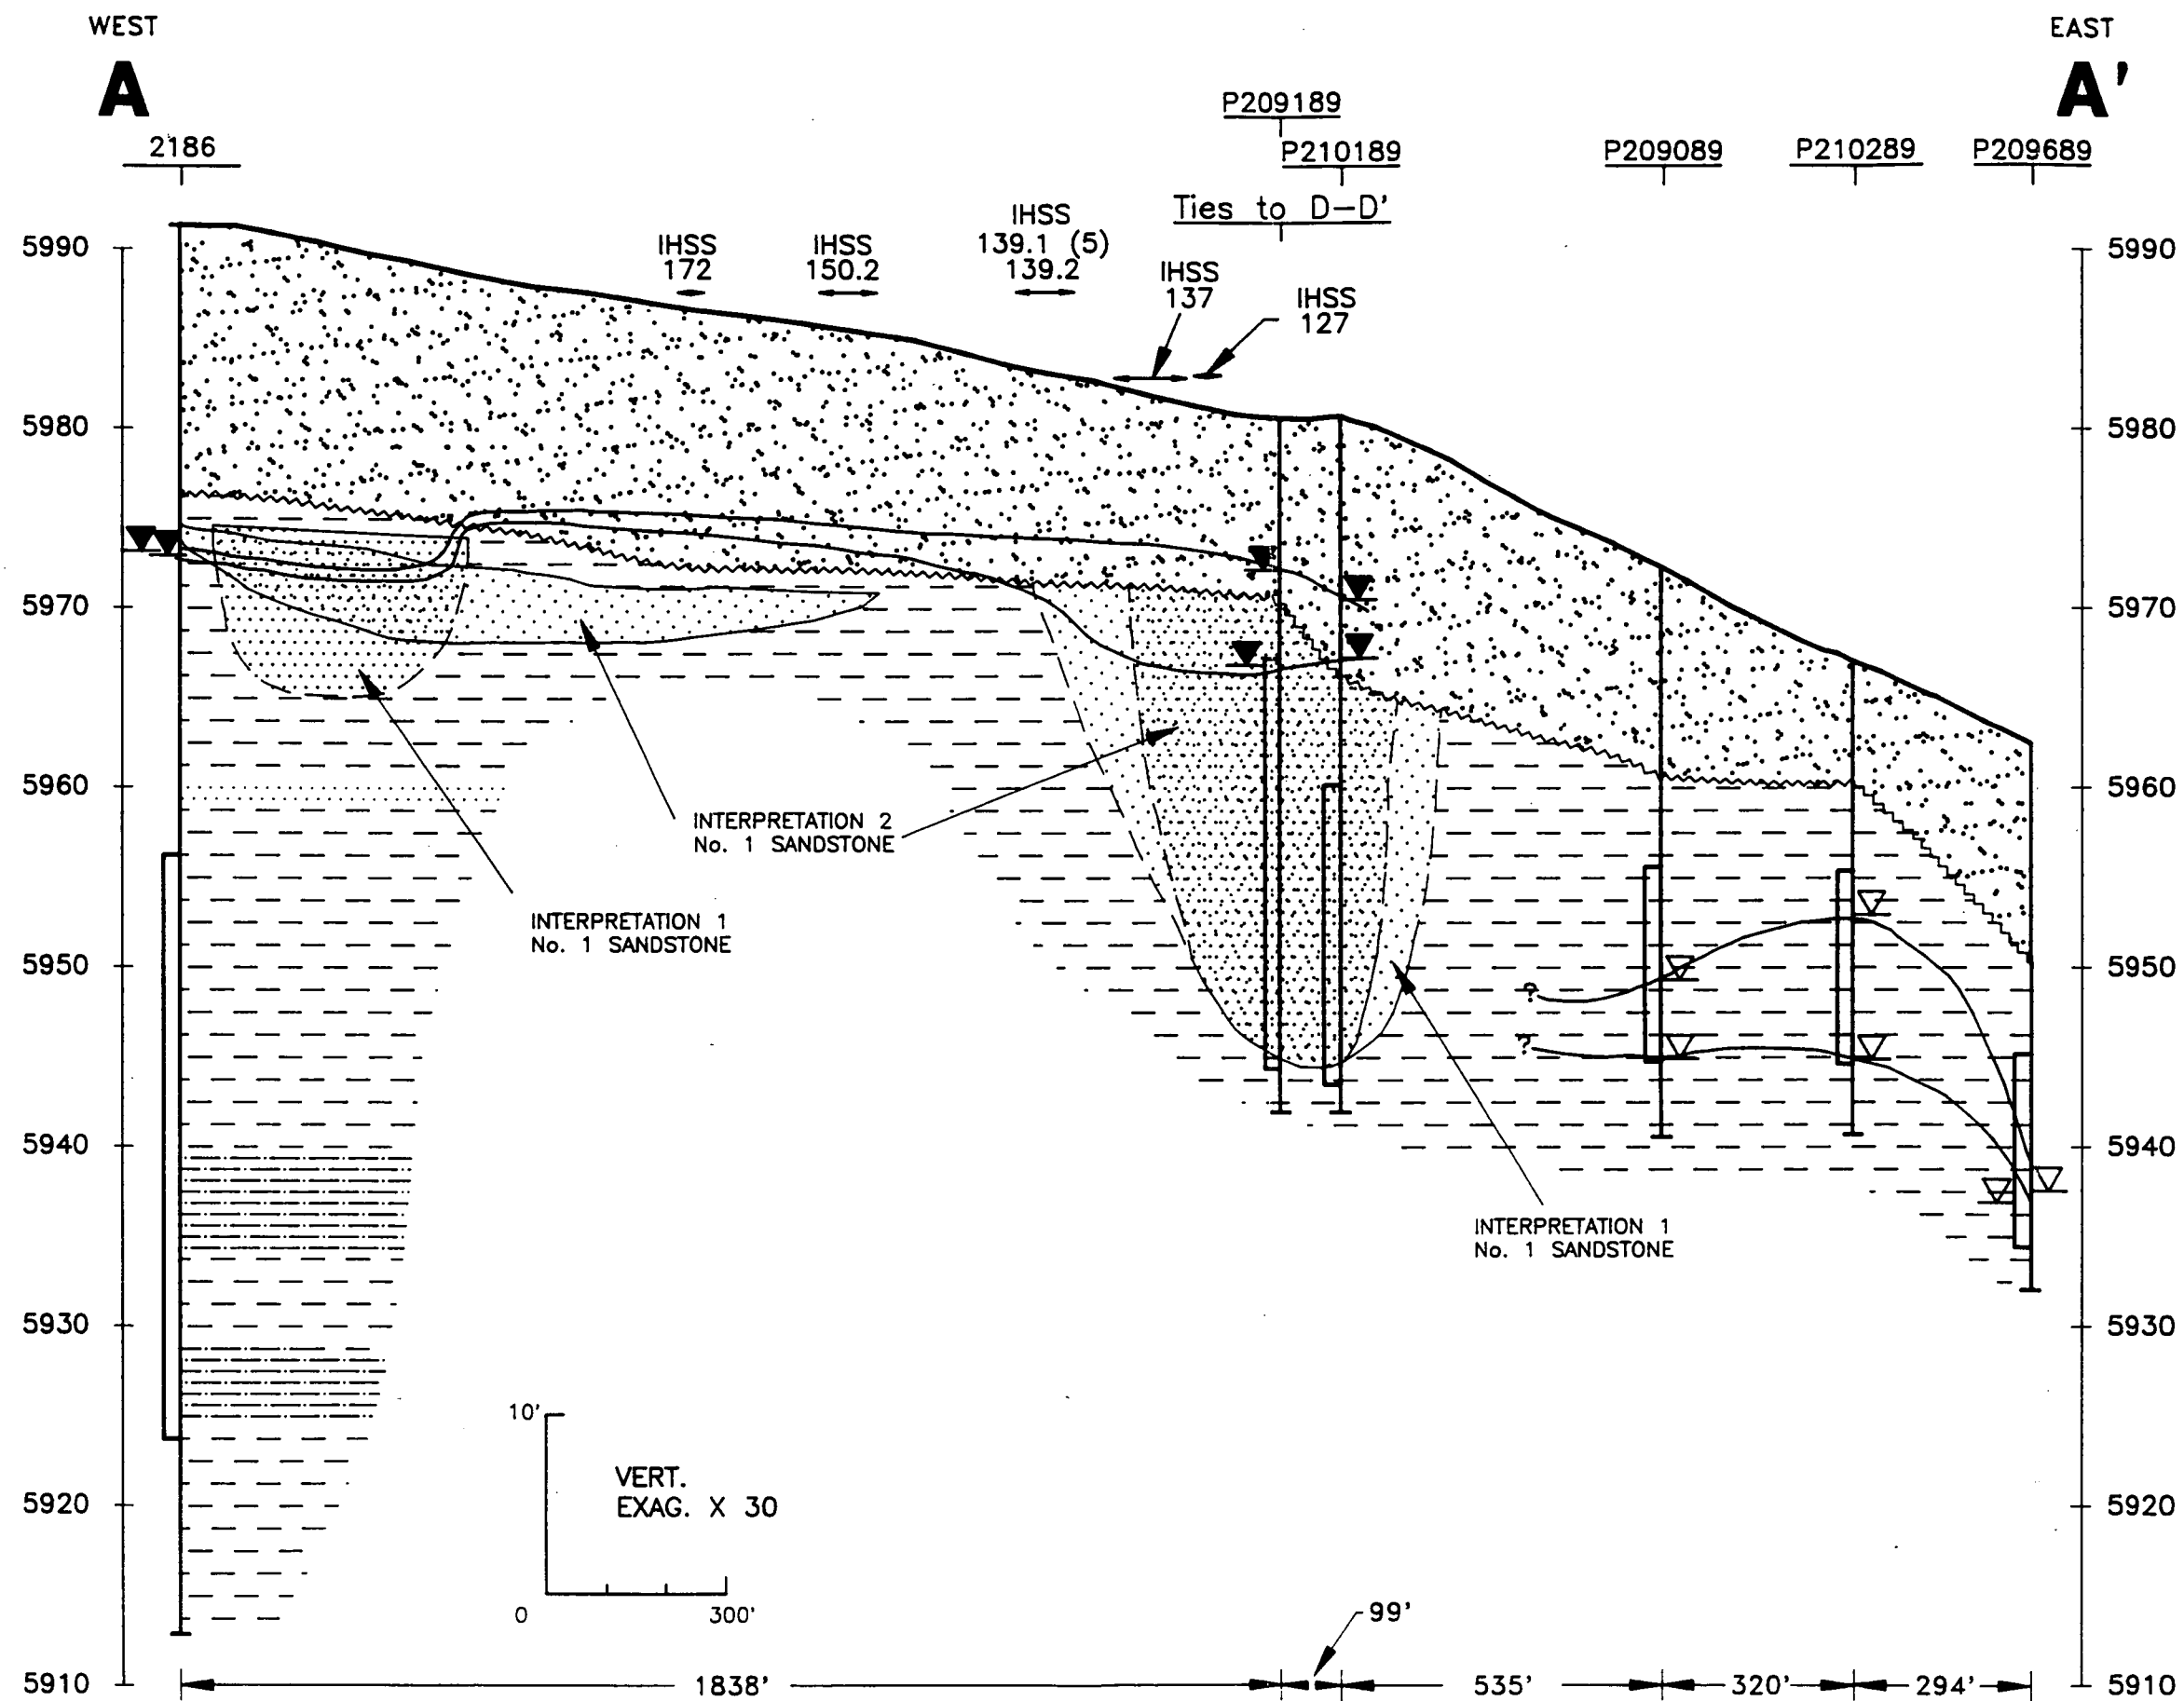 WEST
EAST
A
A'
P209189
2186
P210189
P209089
P210289
P209689
Ties to D-D'
IHSS
172
IHSS
150.2
IHSS
139.1 (5)
139.2
IHSS
137
IHSS
127
5990
5990
5980
5980
5970
5970
5960
5960
INTERPRETATION 2
No. 1 SANDSTONE
INTERPRETATION 1
No. 1 SANDSTONE
5950
5950
?
?
5940
5940
INTERPRETATION 1
No. 1 SANDSTONE
5930
5930
10'
VERT.
EXAG. X 30
5920
5920
0
300'
99'
5910
1838'
535'
320'
294'
5910